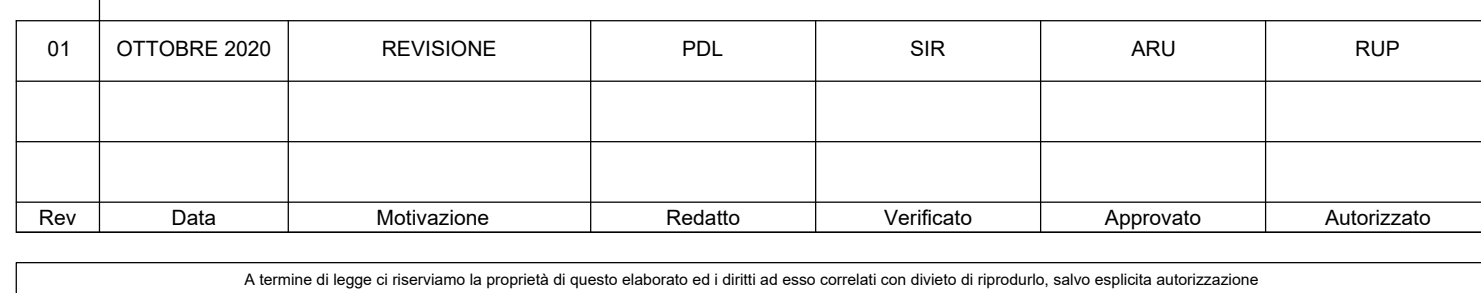 01 OTTOBRE 2020 REVISIONE PDL SIR ARU RUP
Rev Data Motivazione Redatto Verificato Approvato Autorizzato
A termine di legge ci riserviamo la proprietà di questo elaborato ed i diritti ad esso correlati con divieto di riprodurlo, salvo esplicita autorizzazione